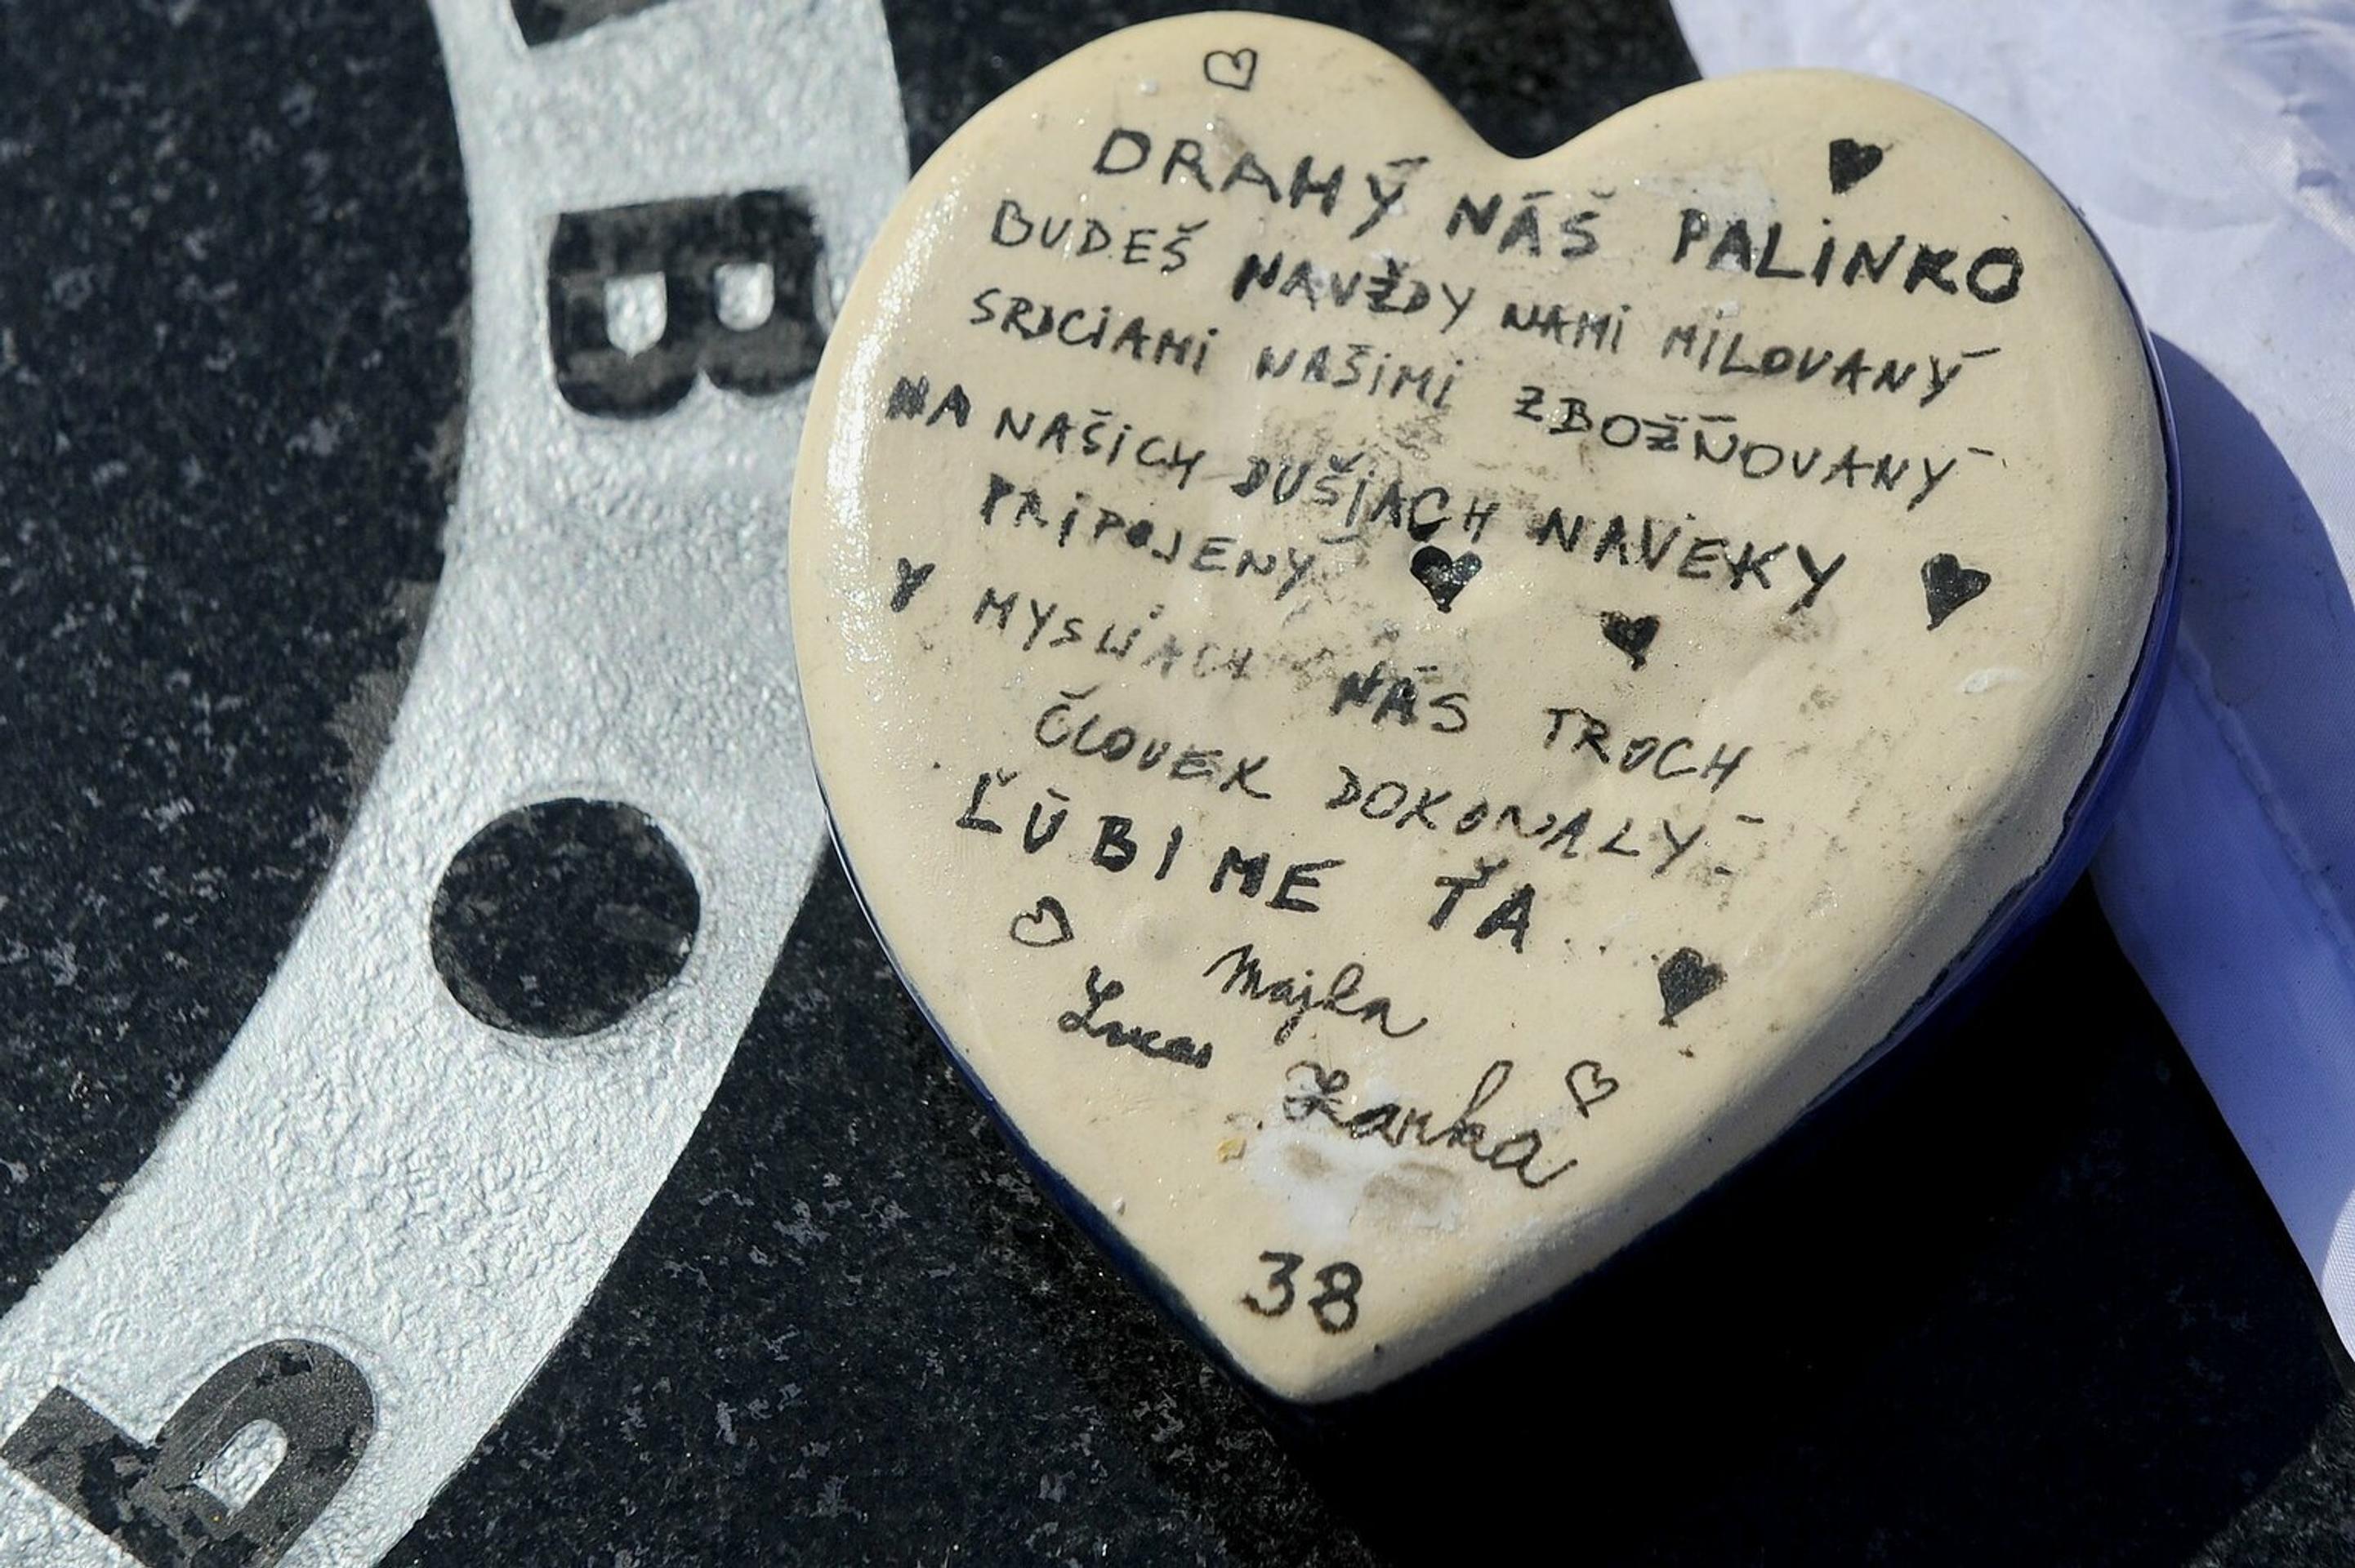 DRAHÝ NÁŠ PALINKO
BUDEŠ NAVŽDY NAMI MILOVANÝ
SRDCIAMI NAŠIMI ZBOŽŇOVANÝ
NA NAŠICH DUŠIACH NAVEKY
PRIPOJENÝ
V MYSLIACH NÁS TROCH
ČLOVEK DOKONALÝ
ĽÚBIME ŤA
Majka
Lucas Lanka
38
B